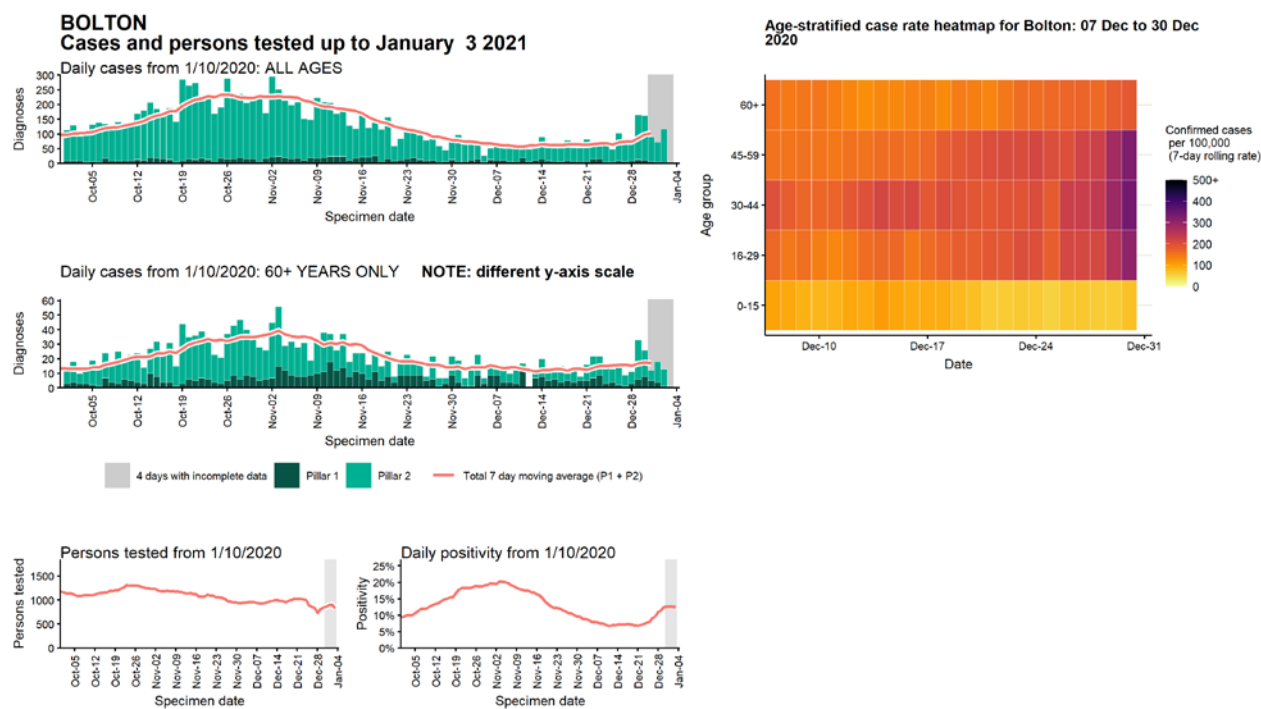 BOLTON
Cases and persons tested up to January 3 2021
Daily cases from 1/10/2020: ALL AGES
300
250
200
150
100
50
0
Diagnoses
Oct-05
Oct-12
Oct-19
Oct-26
Nov-02
Nov-09
Nov-16
Nov-23
Nov-30
Dec-07
Dec-14
Dec-21
Dec-28
Jan-04
Specimen date
Daily cases from 1/10/2020: 60+ YEARS ONLY NOTE: different y-axis scale
60
50
40
30
20
10
0
Diagnoses
Oct-05
Oct-12
Oct-19
Oct-26
Nov-02
Nov-09
Nov-16
Nov-23
Nov-30
Dec-07
Dec-14
Dec-21
Dec-28
Jan-04
Specimen date
4 days with incomplete data Pillar 1 Pillar 2 Total 7 day moving average (P1 + P2)
Persons tested from 1/10/2020
1500
1000
500
0
Persons tested
Oct-05
Oct-12
Oct-19
Oct-26
Nov-02
Nov-09
Nov-16
Nov-23
Nov-30
Dec-07
Dec-14
Dec-21
Dec-28
Jan-04
Specimen date
Daily positivity from 1/10/2020
25%
20%
15%
10%
5%
0%
Positivity
Oct-05
Oct-12
Oct-19
Oct-26
Nov-02
Nov-09
Nov-16
Nov-23
Nov-30
Dec-07
Dec-14
Dec-21
Dec-28
Jan-04
Specimen date
Age-stratified case rate heatmap for Bolton: 07 Dec to 30 Dec
2020
60+
45-59
30-44
16-29
0-15
Age group
Dec-10
Dec-17
Dec-24
Dec-31
Date
Confirmed cases
per 100,000
(7-day rolling rate)
500+
400
300
200
100
0